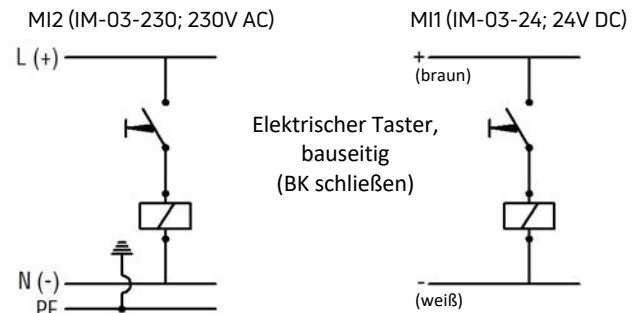 MI2 (IM-03-230; 230V AC)
MI1 (IM-03-24; 24V DC)
L (+)
+
(braun)
Elektrischer Taster,
bauseitig
(BK schließen)
N (-)
PE
-
(weiß)